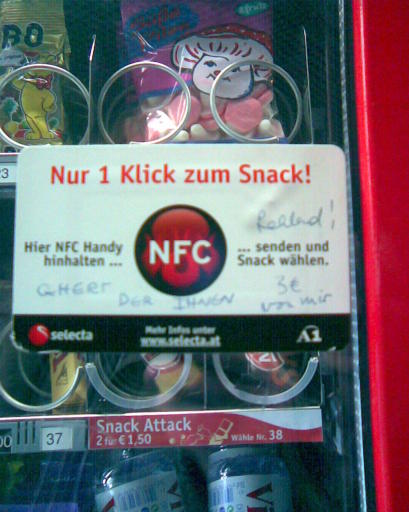 Nur 1 Klick zum Snack!
Hier NFC Handy
hinhalten ...
NFC
... senden und
Snack wählen.
GEHÖRT DER IHNEN
3€
von mir
selecta
Mehr Infos unter
www.selecta.at
A1
37
Snack Attack
2 für € 1,50
Wähle Nr. 38